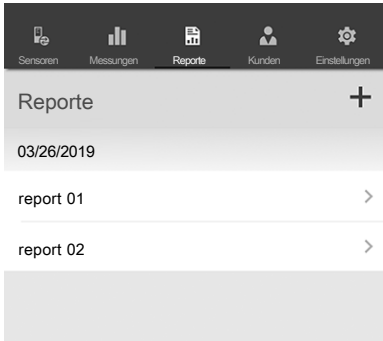 Sensoren Messungen Reporte Kunden Einstellungen
Reporte
03/26/2019
report 01
report 02